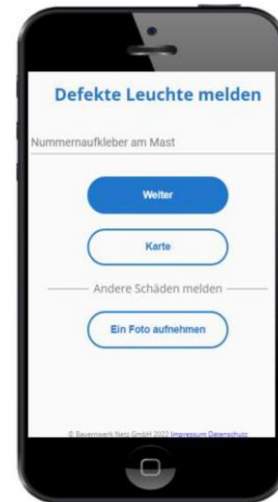 Defekte Leuchte melden
Nummernaufkleber am Mast
Weiter
Karte
Andere Schäden melden
Ein Foto aufnehmen
© Bayernwerk Netz GmbH 2022 Impressum Datenschutz